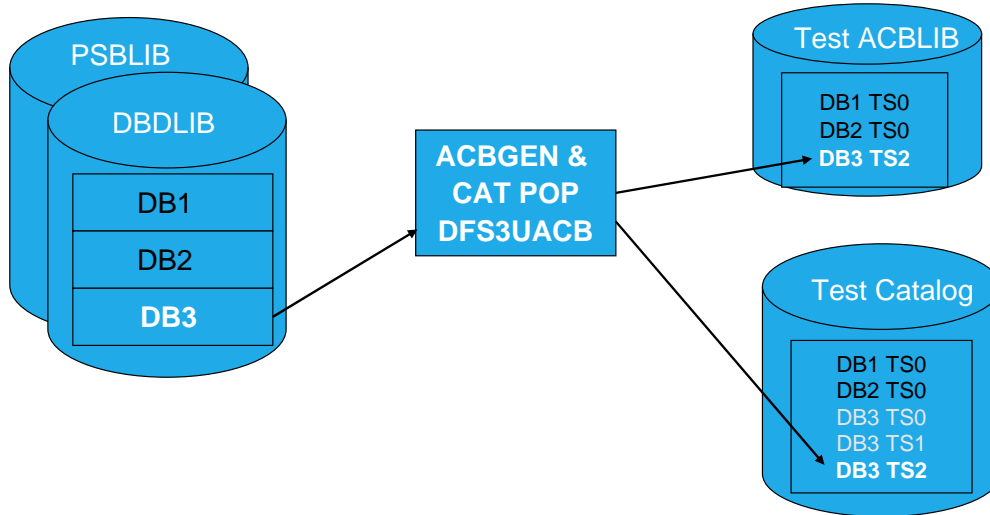 PSBLIB
DBDLIB
DB1
DB2
DB3
ACBGEN &
CAT POP
DFS3UACB
Test ACBLIB
DB1 TS0
DB2 TS0
DB3 TS2
Test Catalog
DB1 TS0
DB2 TS0
DB3 TS0
DB3 TS1
DB3 TS2